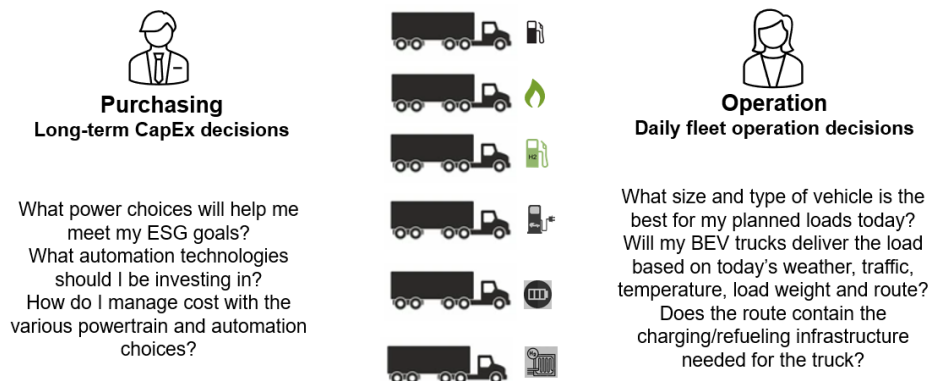 Purchasing
Long-term CapEx decisions
What power choices will help me
meet my ESG goals?
What automation technologies
should I be investing in?
How do I manage cost with the
various powertrain and automation
choices?
H2
Operation
Daily fleet operation decisions
What size and type of vehicle is the
best for my planned loads today?
Will my BEV trucks deliver the load
based on today’s weather, traffic,
temperature, load weight and route?
Does the route contain the
charging/refueling infrastructure
needed for the truck?